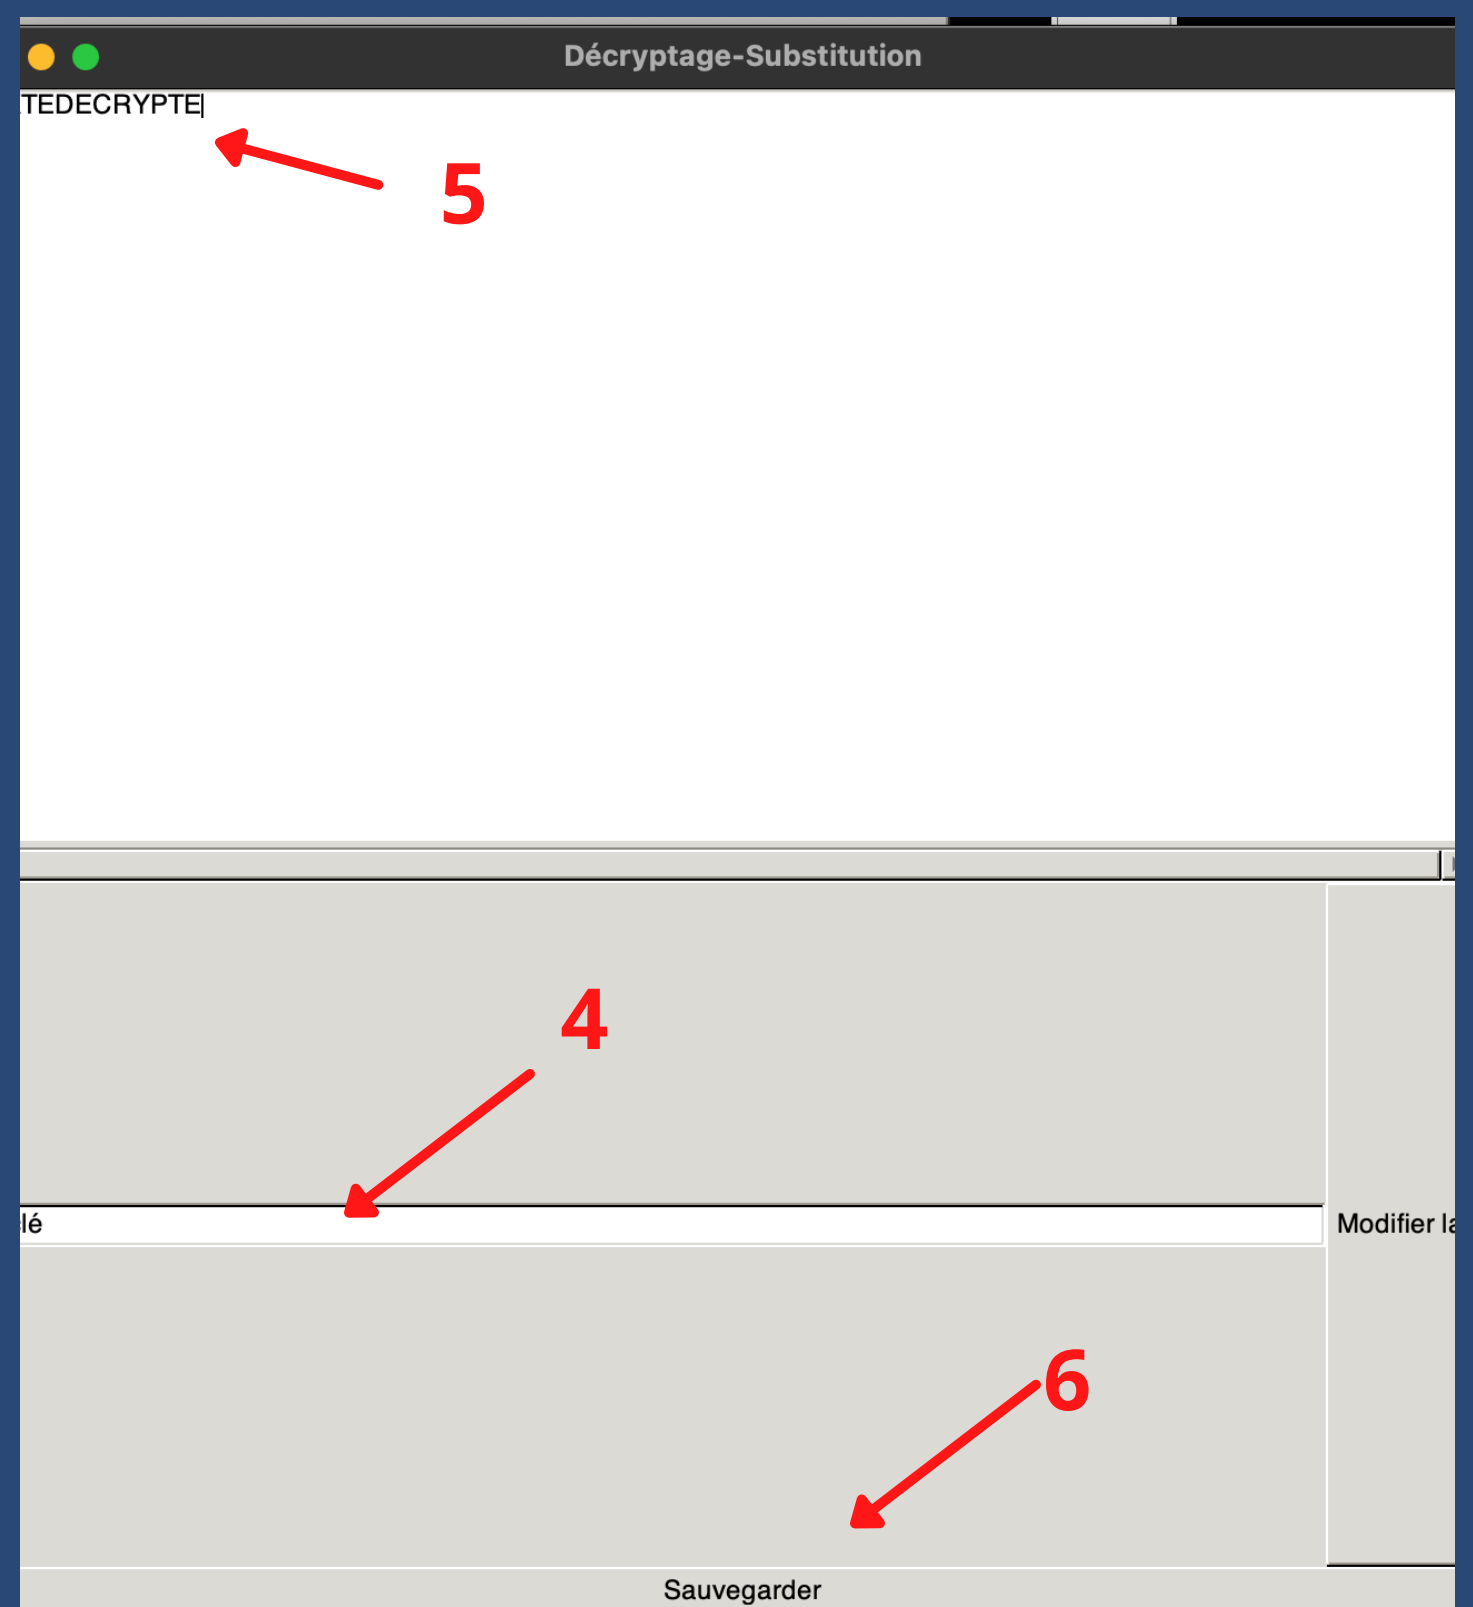 Décryptage-Substitution
TEDECRYPTE
5
4
lé
Modifier la
6
Sauvegarder